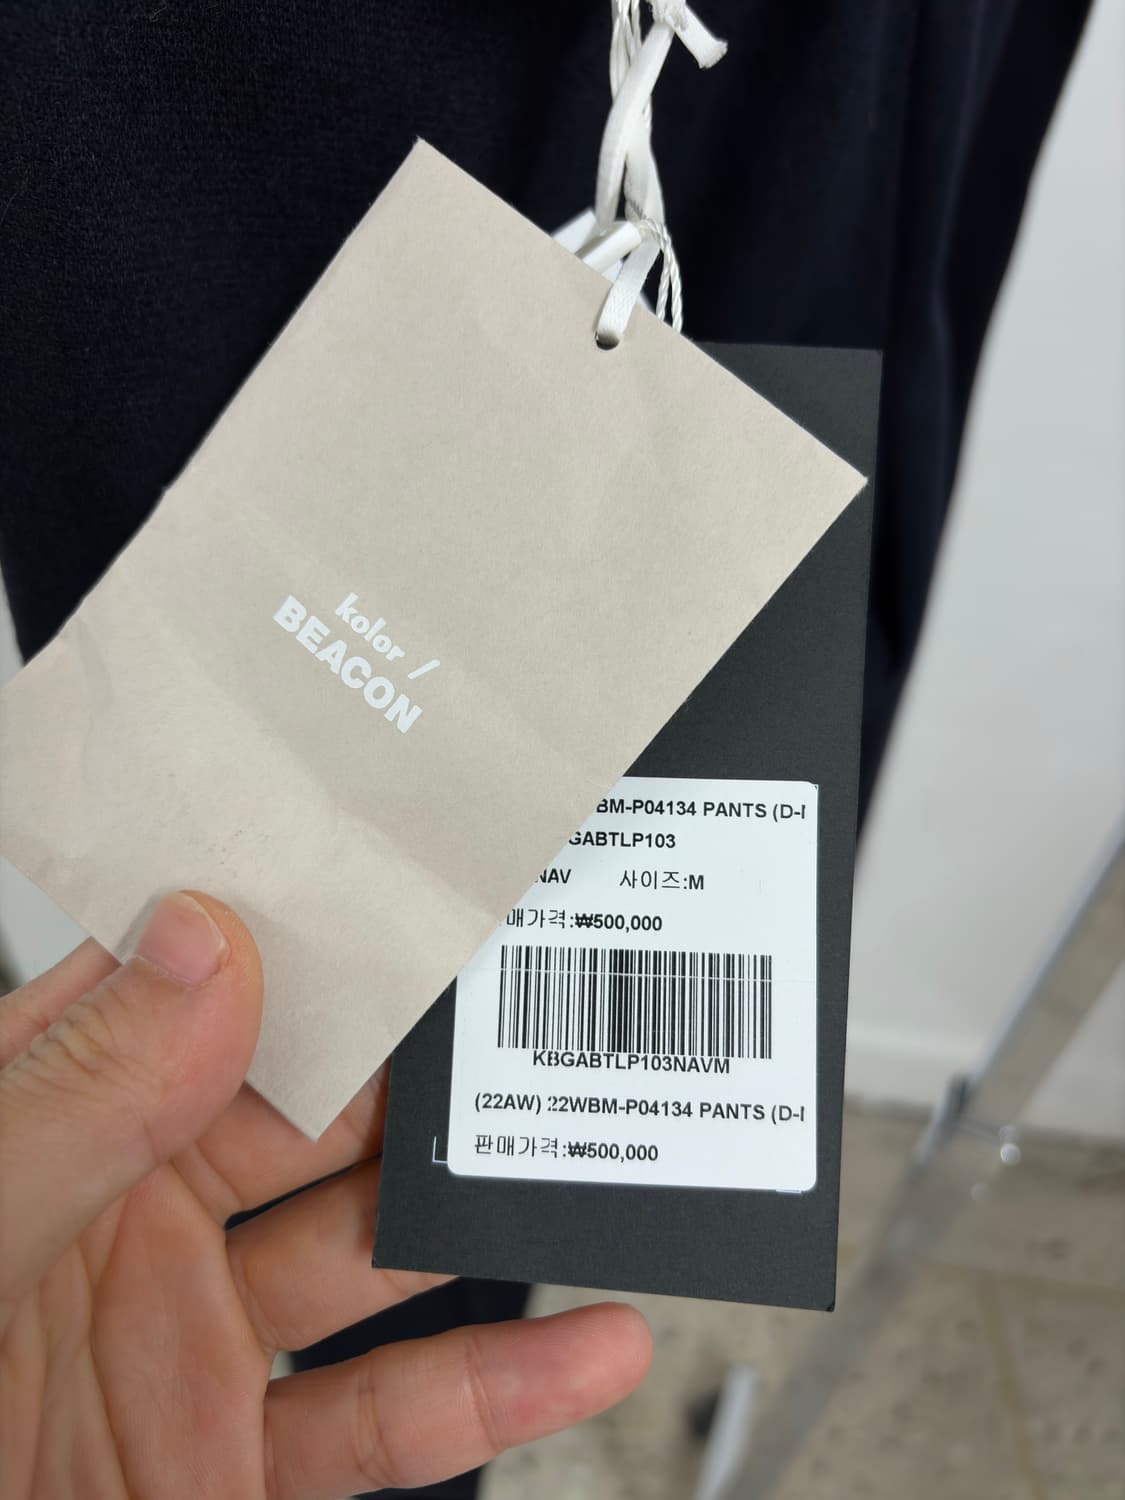 kolor /
BEACON
BM-P04134 PANTS (D-
GABTLP103
NAV 사이즈:M
매가격:₩500,000
KBGABTLP103NAVM
(22AW) 22WBM-P04134 PANTS (D-
판매가격:₩500,000